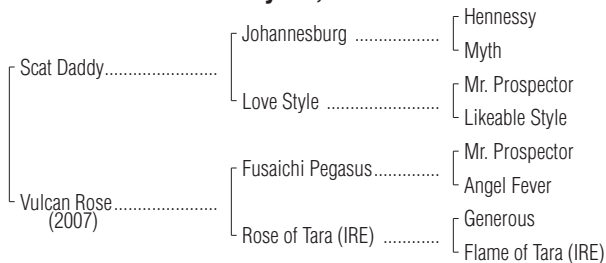 Hennessy
Johannesburg ..................
Myth
Scat Daddy........................
Mr. Prospector
Love Style ........................
Likeable Style
Mr. Prospector
Fusaichi Pegasus..............
Angel Fever
Vulcan Rose......................
(2007)
Generous
Rose of Tara (IRE) ............
Flame of Tara (IRE)